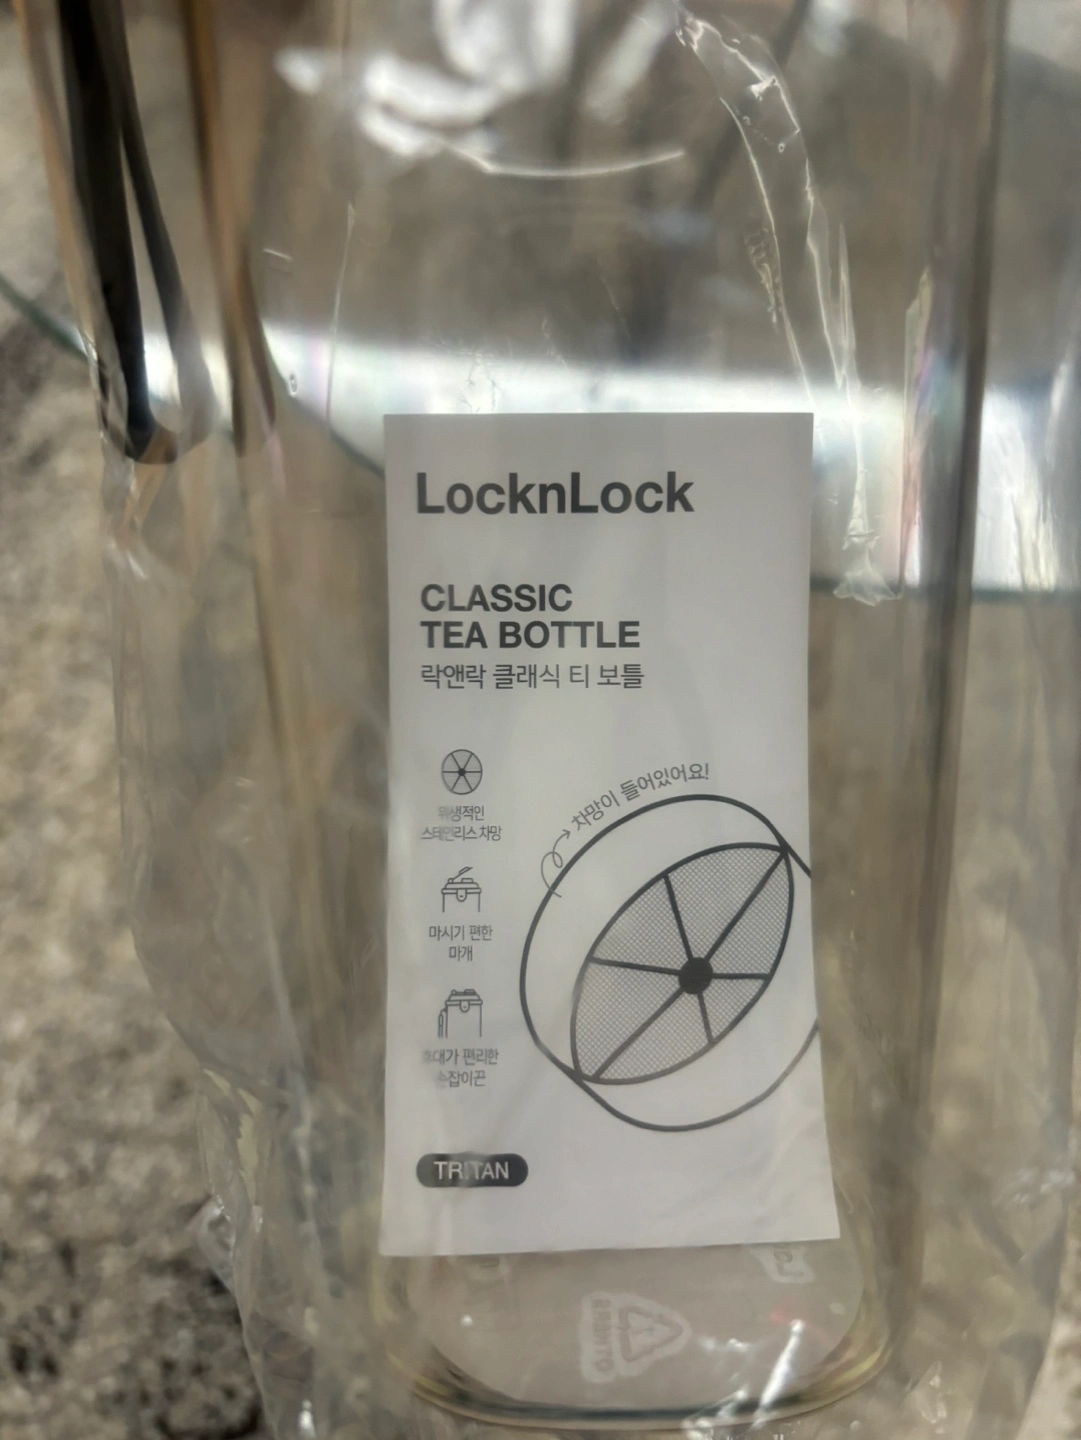 LocknLock
CLASSIC
TEA BOTTLE
락앤락 클래식 티 보틀
차망이 들어있어요!
위생적인
스테인리스 차망
마시기 편한
마개
휴대가 편리한
손잡이끈
TRITAN